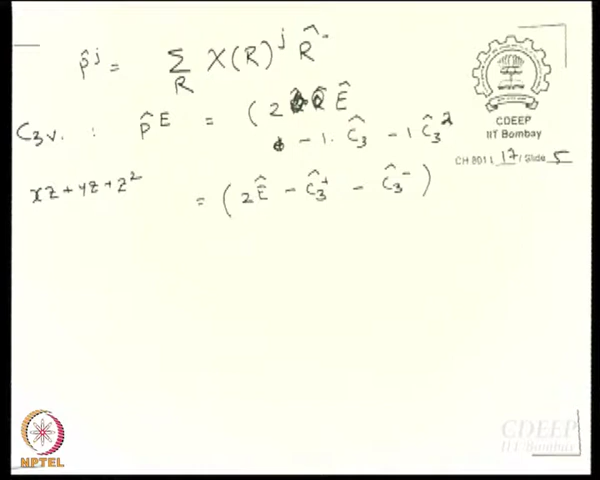 P̂ʲ = Σ_R χ(R)ʲ R̂
C₃ᵥ : P̂ᴱ = (2 Ê
- 1. Ĉ₃ - 1 Ĉ₃²
xz + yz + z²
= (2Ê - Ĉ₃⁺ - Ĉ₃⁻)
CDEEP
IIT Bombay
CH 801 L 17 / Slide 5
NPTEL
CDEEP
IIT Bombay